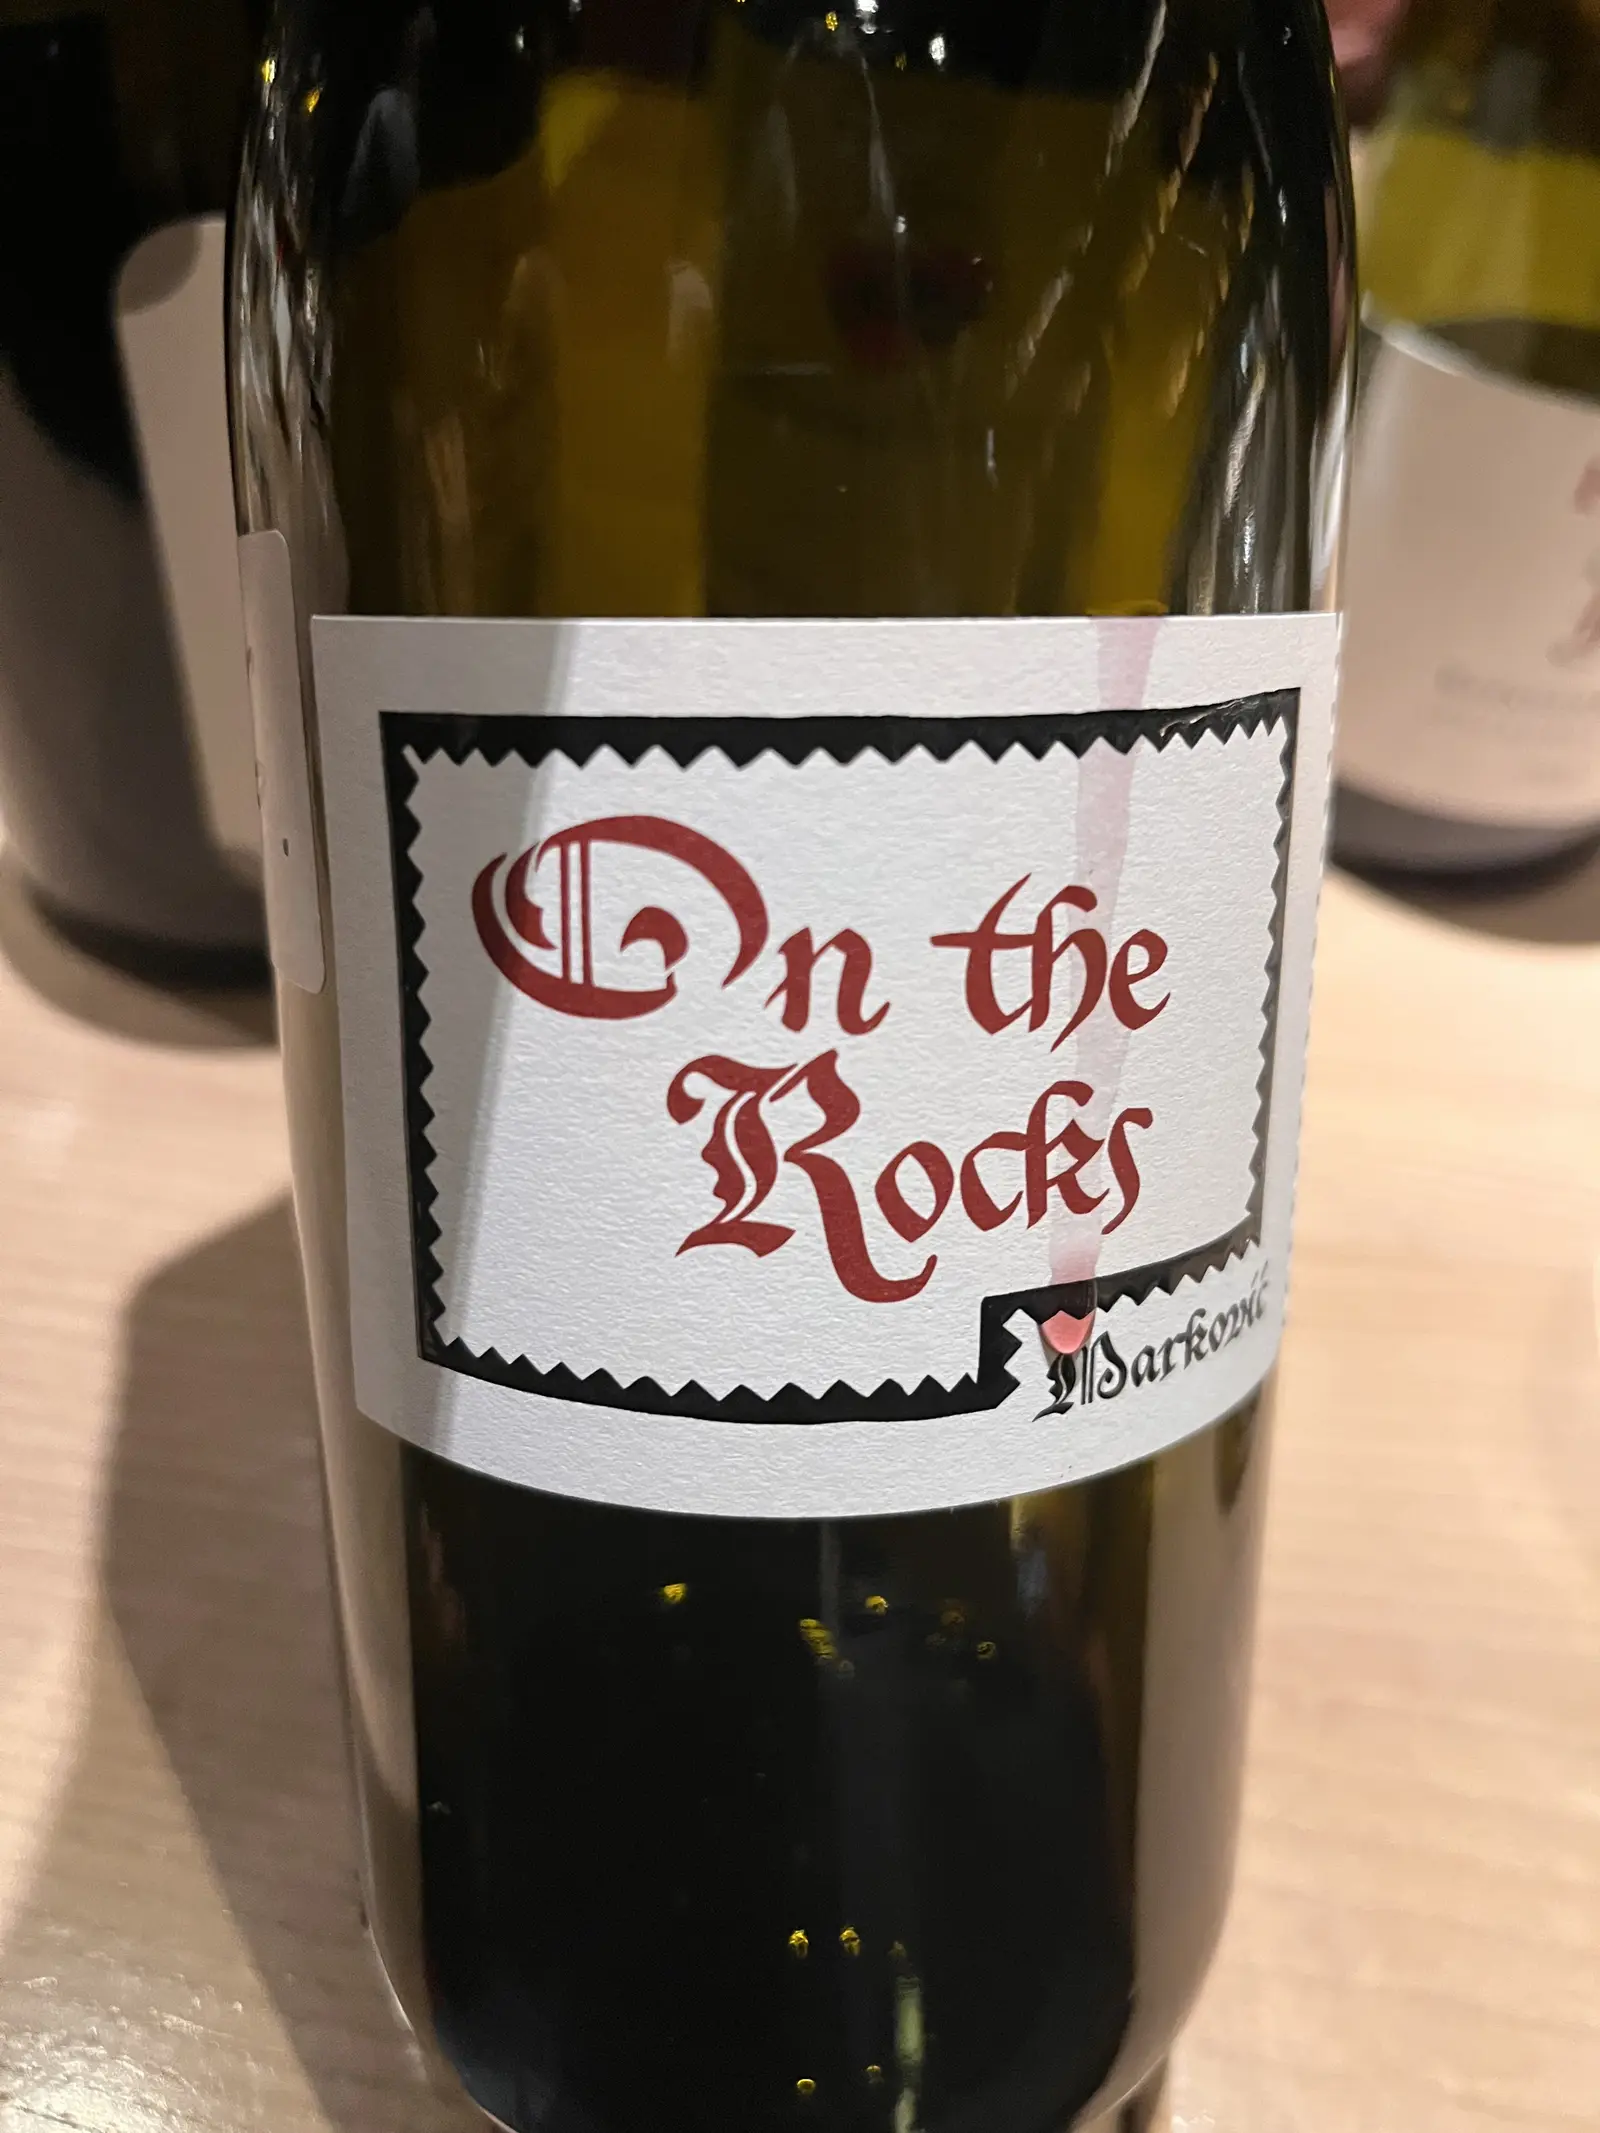 On the
Rocks
Marković